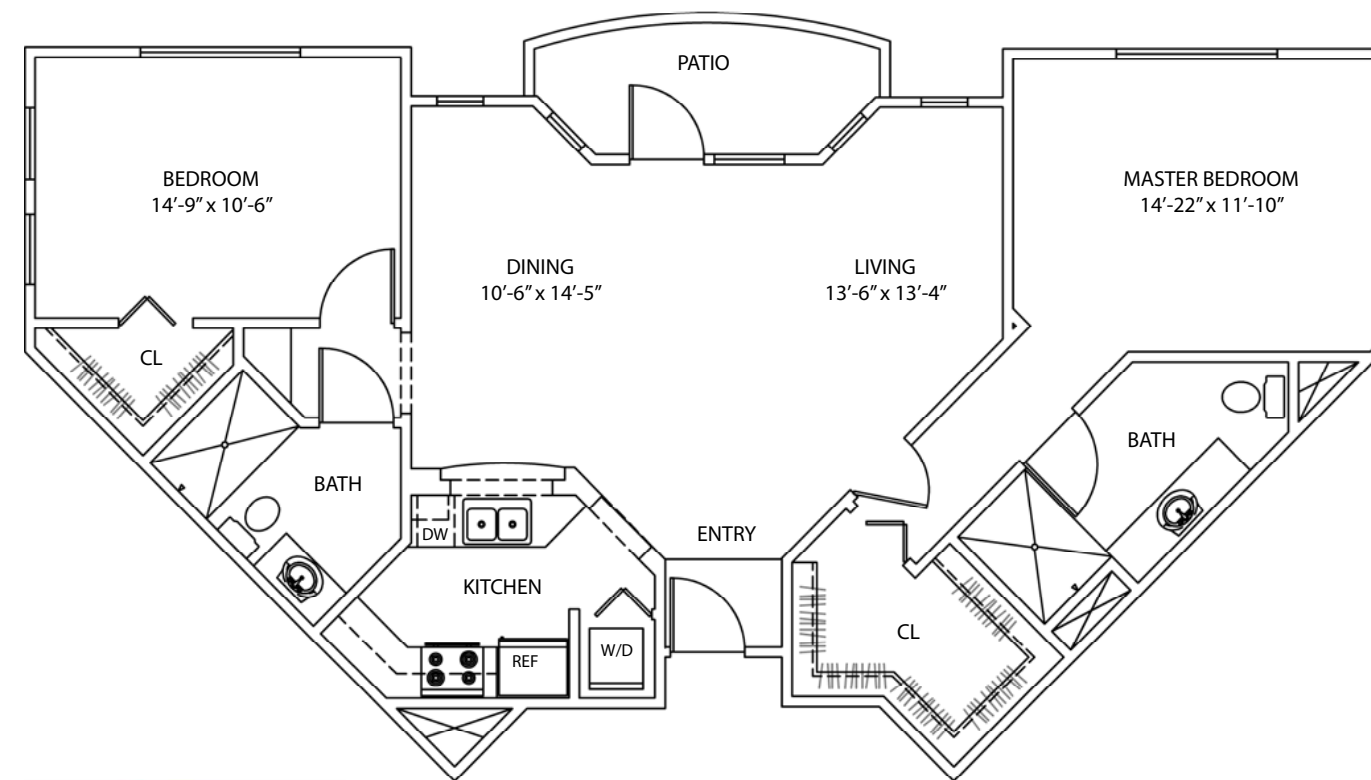 PATIO
BEDROOM
14’-9” x 10’-6”
MASTER BEDROOM
14’-22” x 11’-10”
DINING
10’-6” x 14’-5”
LIVING
13’-6” x 13’-4”
CL
BATH
BATH
DW
ENTRY
KITCHEN
CL
REF
W/D